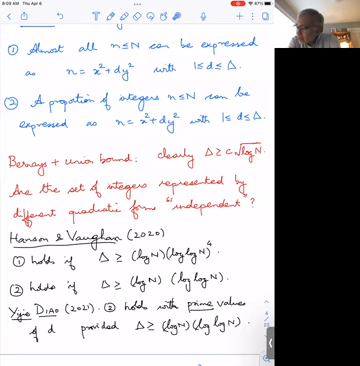 8:09 AM Thu Apr 6
67%
① Almost all n ≤ N can be expressed
as n = x² + dy² with 1 ≤ d ≤ Δ.
② A proportion of integers n ≤ N can be
expressed as n = x² + dy² with 1 ≤ d ≤ Δ.
Bernays + union bound: clearly Δ ≥ c √log N
Are the set of integers represented by
different quadratic forms "independent"?
Hanson & Vaughan (2020)
① holds if Δ ≥ (log N)(log log N)⁴
② holds if Δ ≥ (log N) (log log N).
Yijie DIAO (2021). ② holds with prime values
of d provided Δ ≥ (log N)(log log N).